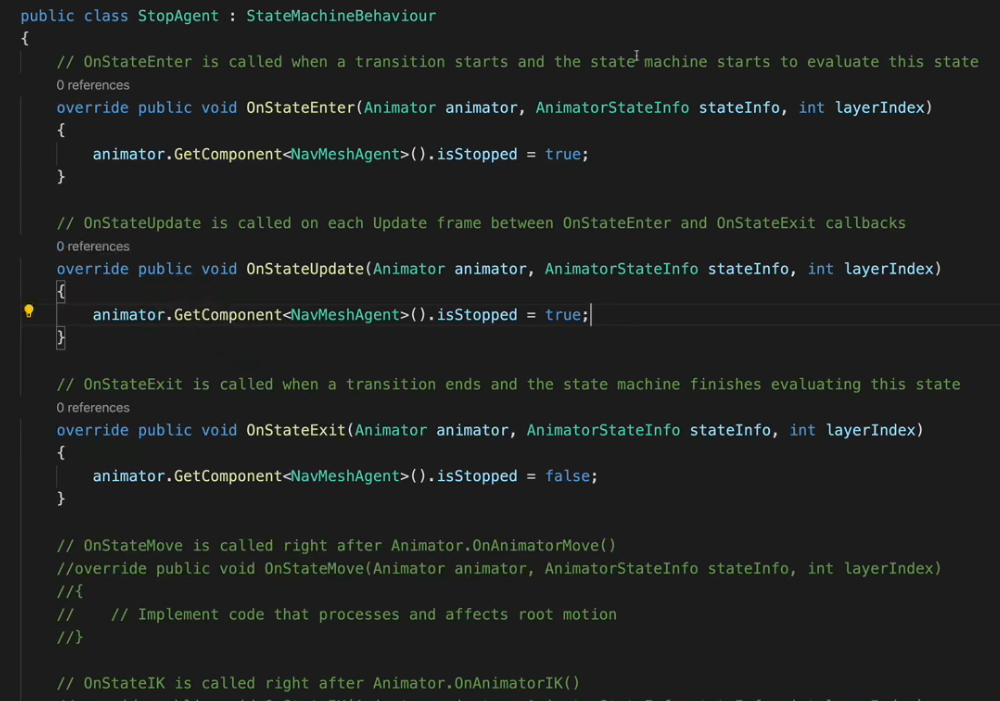 public class StopAgent : StateMachineBehaviour
{
// OnStateEnter is called when a transition starts and the state machine starts to evaluate this state
0 references
override public void OnStateEnter(Animator animator, AnimatorStateInfo stateInfo, int layerIndex)
{
animator.GetComponent<NavMeshAgent>().isStopped = true;
}
// OnStateUpdate is called on each Update frame between OnStateEnter and OnStateExit callbacks
0 references
override public void OnStateUpdate(Animator animator, AnimatorStateInfo stateInfo, int layerIndex)
{
animator.GetComponent<NavMeshAgent>().isStopped = true;
}
// OnStateExit is called when a transition ends and the state machine finishes evaluating this state
0 references
override public void OnStateExit(Animator animator, AnimatorStateInfo stateInfo, int layerIndex)
{
animator.GetComponent<NavMeshAgent>().isStopped = false;
}
// OnStateMove is called right after Animator.OnAnimatorMove()
//override public void OnStateMove(Animator animator, AnimatorStateInfo stateInfo, int layerIndex)
//{
//    // Implement code that processes and affects root motion
//}
// OnStateIK is called right after Animator.OnAnimatorIK()